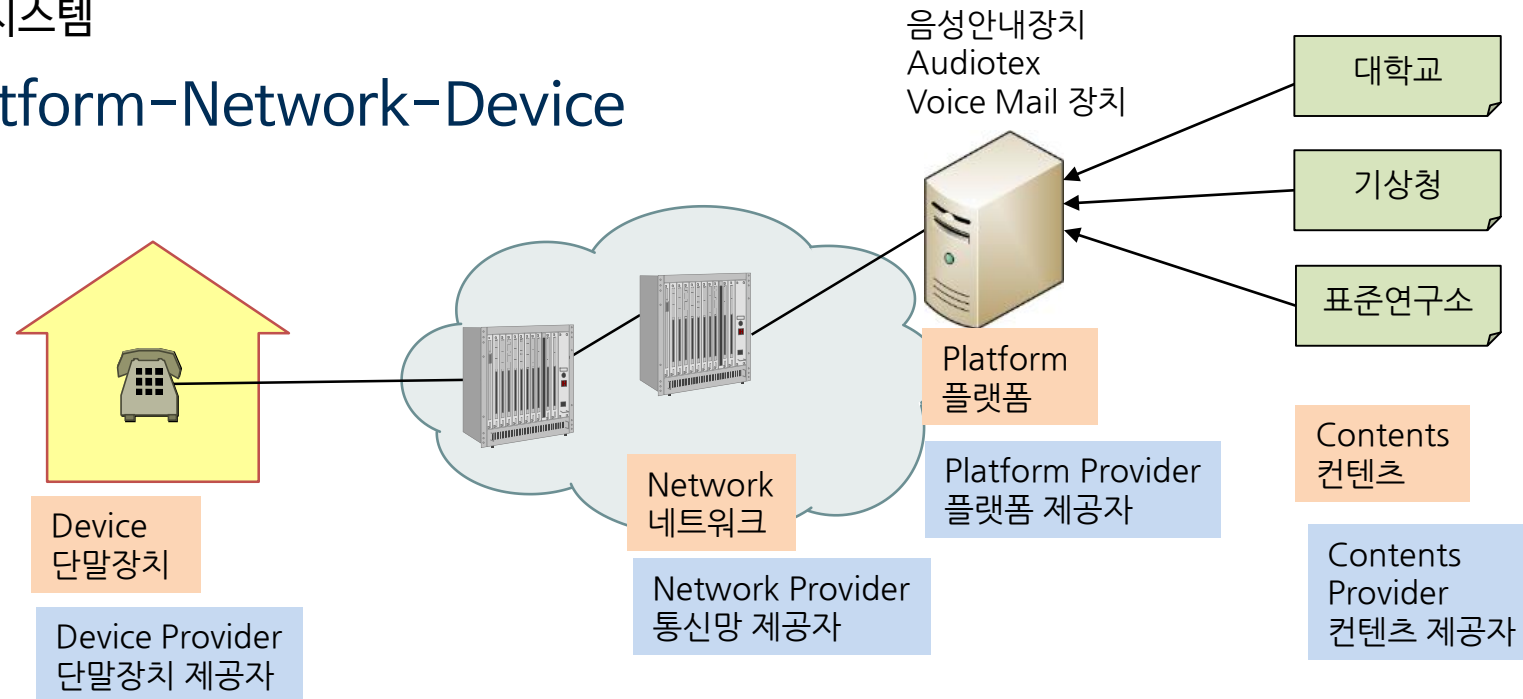 시스템
tform-Network-Device
음성안내장치
Audiotex
Voice Mail 장치
대학교
기상청
표준연구소
Platform
플랫폼
Platform Provider
플랫폼 제공자
Contents
컨텐츠
Contents
Provider
컨텐츠 제공자
Network
네트워크
Network Provider
통신망 제공자
Device
단말장치
Device Provider
단말장치 제공자